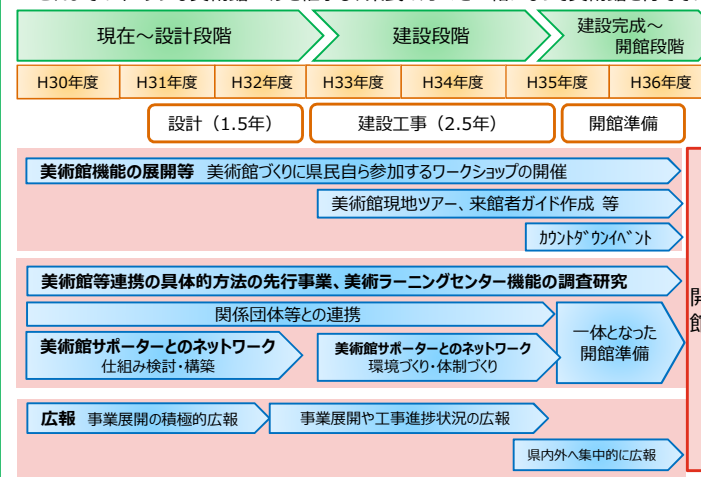 現在～設計段階
建設段階
建設完成～
開館段階
H30年度
H31年度
H32年度
H33年度
H34年度
H35年度
H36年度
設計（1.5年）
建設工事（2.5年）
開館準備
美術館機能の展開等 美術館づくりに県民自ら参加するワークショップの開催
美術館現地ツアー、来館者ガイド作成 等
ｶｳﾝﾄﾀﾞｳﾝｲﾍﾞﾝﾄ
美術館等連携の具体的方法の先行事業、美術ラーニングセンター機能の調査研究
関係団体等との連携
美術館サポーターとのネットワーク
仕組み検討・構築
美術館サポーターとのネットワーク
環境づくり・体制づくり
一体となった
開館準備
開
館
広報 事業展開の積極的広報
事業展開や工事進捗状況の広報
県内外へ集中的に広報